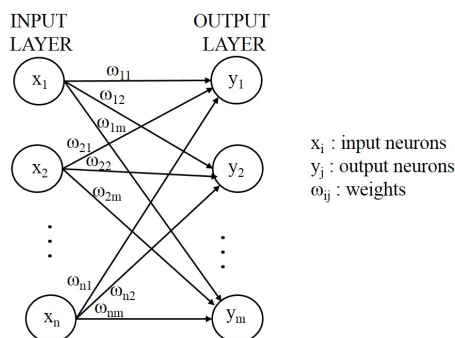 INPUT
LAYER
OUTPUT
LAYER
x₁
ω₁₁
y₁
ω₁₂
ω₁ₘ
ω₂₁
x₂
ω₂₂
y₂
ω₂ₘ
xᵢ : input neurons
yⱼ : output neurons
ωᵢⱼ : weights
⋮
⋮
ωₙ₁
ωₙ₂
xₙ
ωₙₘ
yₘ